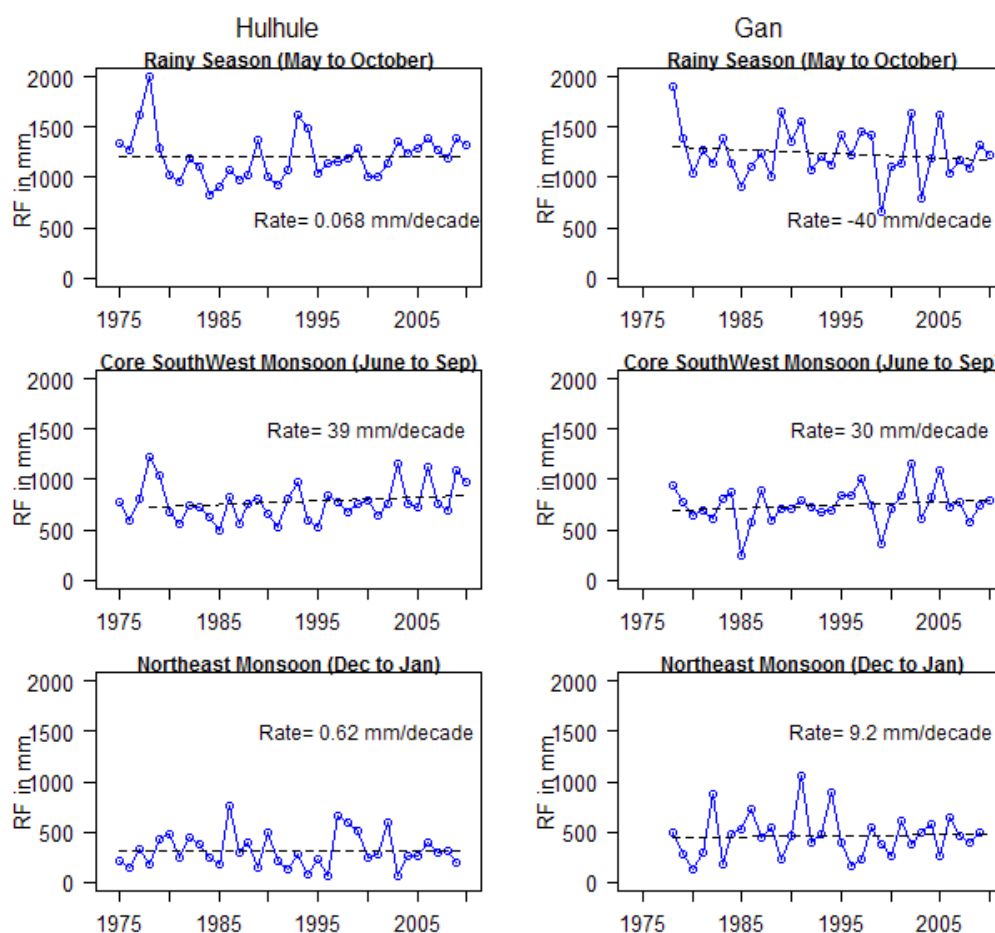 Hulhule
Gan
Rainy Season (May to October)
Rainy Season (May to October)
RF in mm
2000
1500
1000
500
0
Rate= 0.068 mm/decade
1975
1985
1995
2005
RF in mm
2000
1500
1000
500
0
Rate= -40 mm/decade
1975
1985
1995
2005
Core SouthWest Monsoon (June to Sep)
Core SouthWest Monsoon (June to Sep)
RF in mm
2000
1500
1000
500
0
Rate= 39 mm/decade
1975
1985
1995
2005
RF in mm
2000
1500
1000
500
0
Rate= 30 mm/decade
1975
1985
1995
2005
Northeast Monsoon (Dec to Jan)
Northeast Monsoon (Dec to Jan)
RF in mm
2000
1500
1000
500
0
Rate= 0.62 mm/decade
1975
1985
1995
2005
RF in mm
2000
1500
1000
500
0
Rate= 9.2 mm/decade
1975
1985
1995
2005